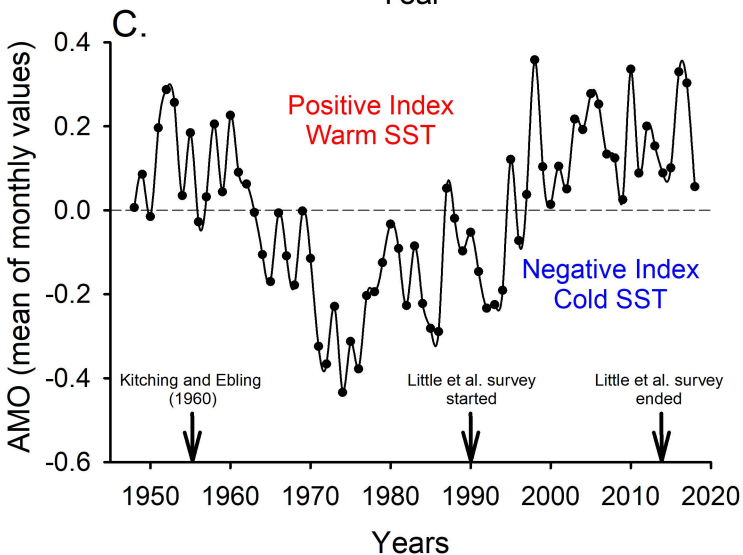 Year
C.
AMO (mean of monthly values)
0.4
0.2
0.0
-0.2
-0.4
-0.6
Positive Index
Warm SST
Negative Index
Cold SST
Kitching and Ebling
(1960)
Little et al. survey
started
Little et al. survey
ended
1950 1960 1970 1980 1990 2000 2010 2020
Years